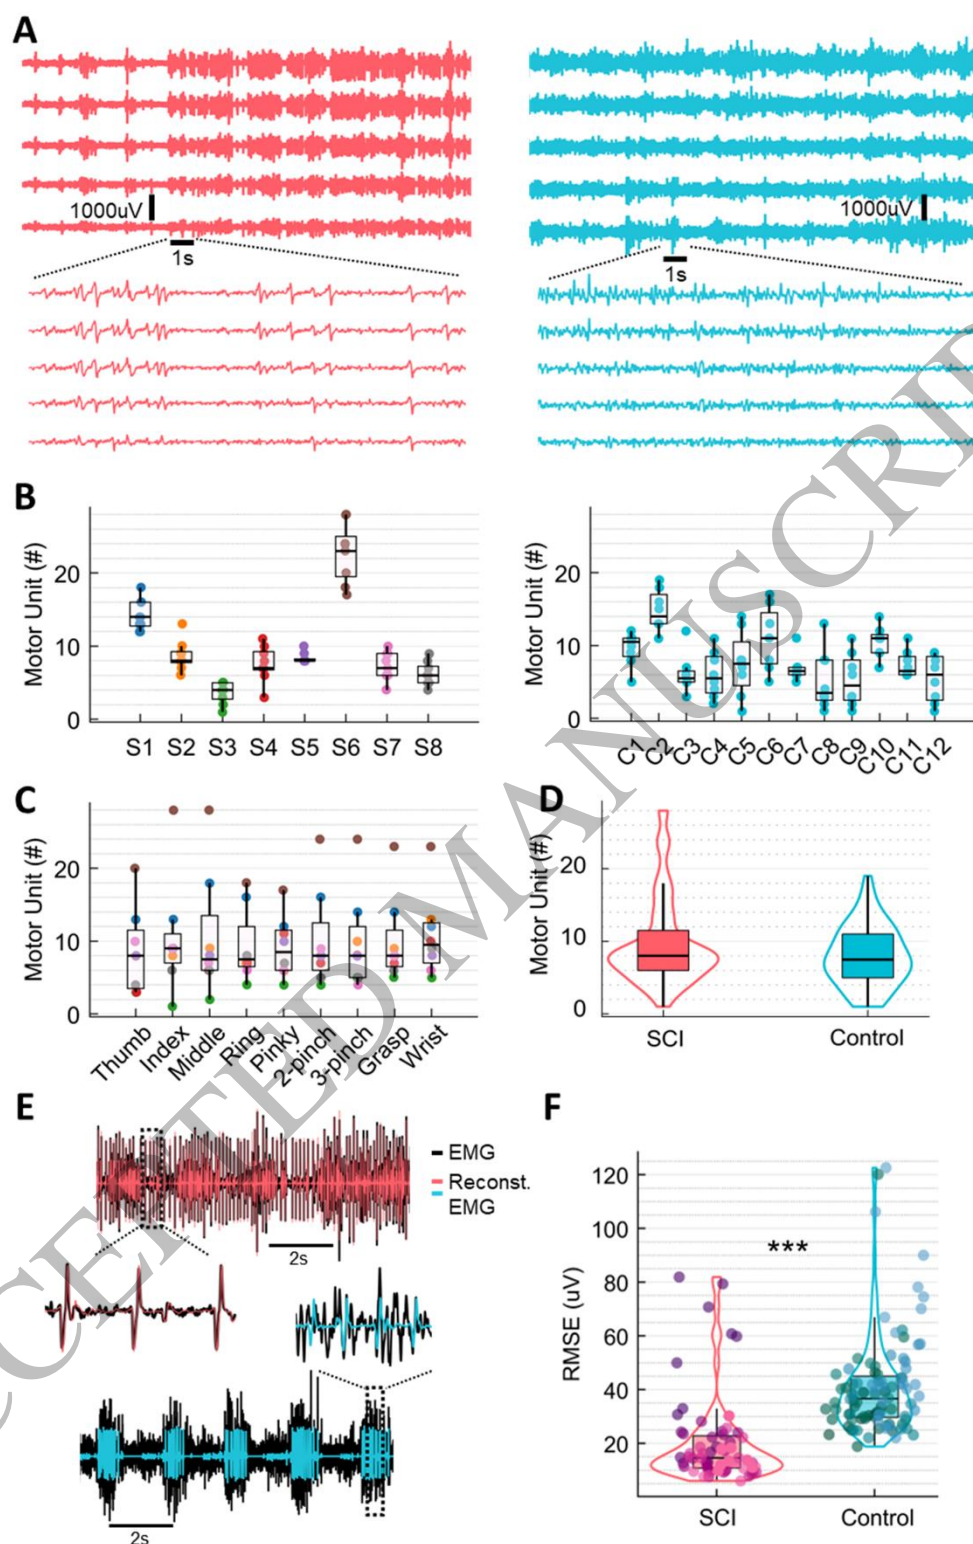 A
1000uV
1s
1000uV
1s
B
Motor Unit (#)
20
10
0
S1 S2 S3 S4 S5 S6 S7 S8
Motor Unit (#)
20
10
0
C1 C2 C3 C4 C5 C6 C7 C8 C9 C10 C11 C12
C
Motor Unit (#)
20
10
0
Thumb Index Middle Ring Pinky 2-pinch 3-pinch Grasp Wrist
D
Motor Unit (#)
20
10
0
SCI Control
E
EMG
Reconst.
EMG
2s
2s
F
RMSE (uV)
120
100
80
60
40
20
***
SCI Control
CCEPTED MANUSCRIP